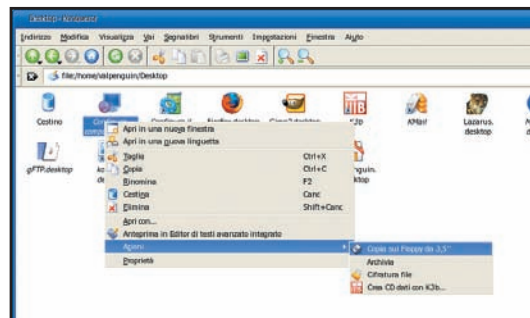 Desktop - Konqueror
Indirizzo Modifica Visualizza Vai Segnalibri Strumenti Impostazioni Finestra Aiuto
file:/home/valpenguin/Desktop
Cestino
K3b
KMail
Lazarus.
desktop
gFTP.desktop
Apri in una nuova finestra
Apri in una nuova linguetta
Taglia Ctrl+X
Copia Ctrl+C
Rinomina F2
Cestina Canc
Elimina Shift+Canc
Apri con...
Anteprima in Editor di testi avanzato integrato
Azioni
Copia sul Floppy da 3,5"
Proprietà
Archivia
Cifratura file
Crea CD dati con K3b...